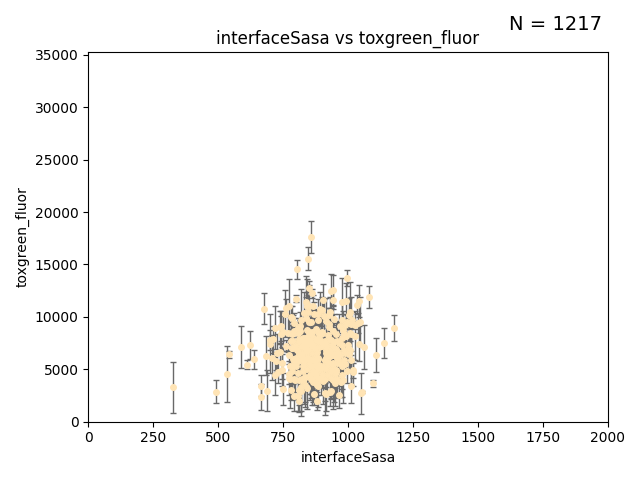 N = 1217
interfaceSasa vs toxgreen_fluor
35000
30000
25000
20000
15000
10000
5000
0
toxgreen_fluor
0 250 500 750 1000 1250 1500 1750 2000
interfaceSasa